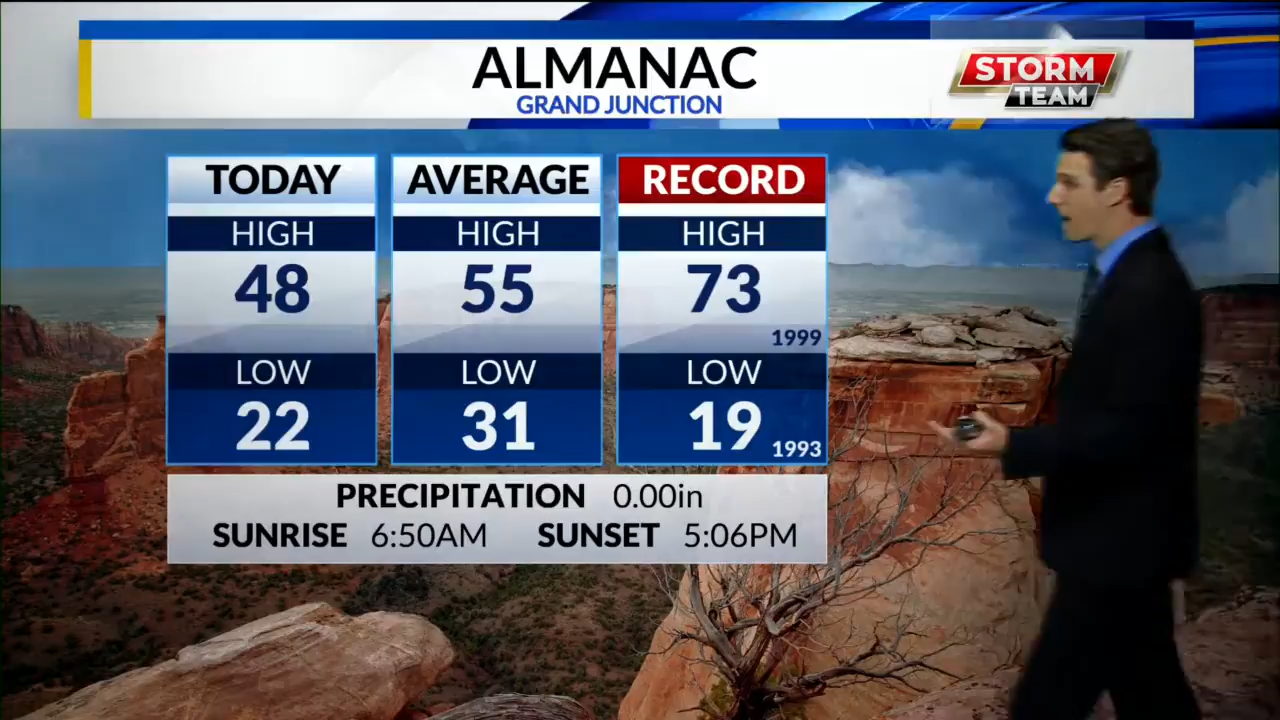 ALMANAC
GRAND JUNCTION
STORM
TEAM
TODAY AVERAGE RECORD
HIGH HIGH HIGH
48 55 73
1999
LOW LOW LOW
22 31 19 1993
PRECIPITATION 0.00in
SUNRISE 6:50AM SUNSET 5:06PM